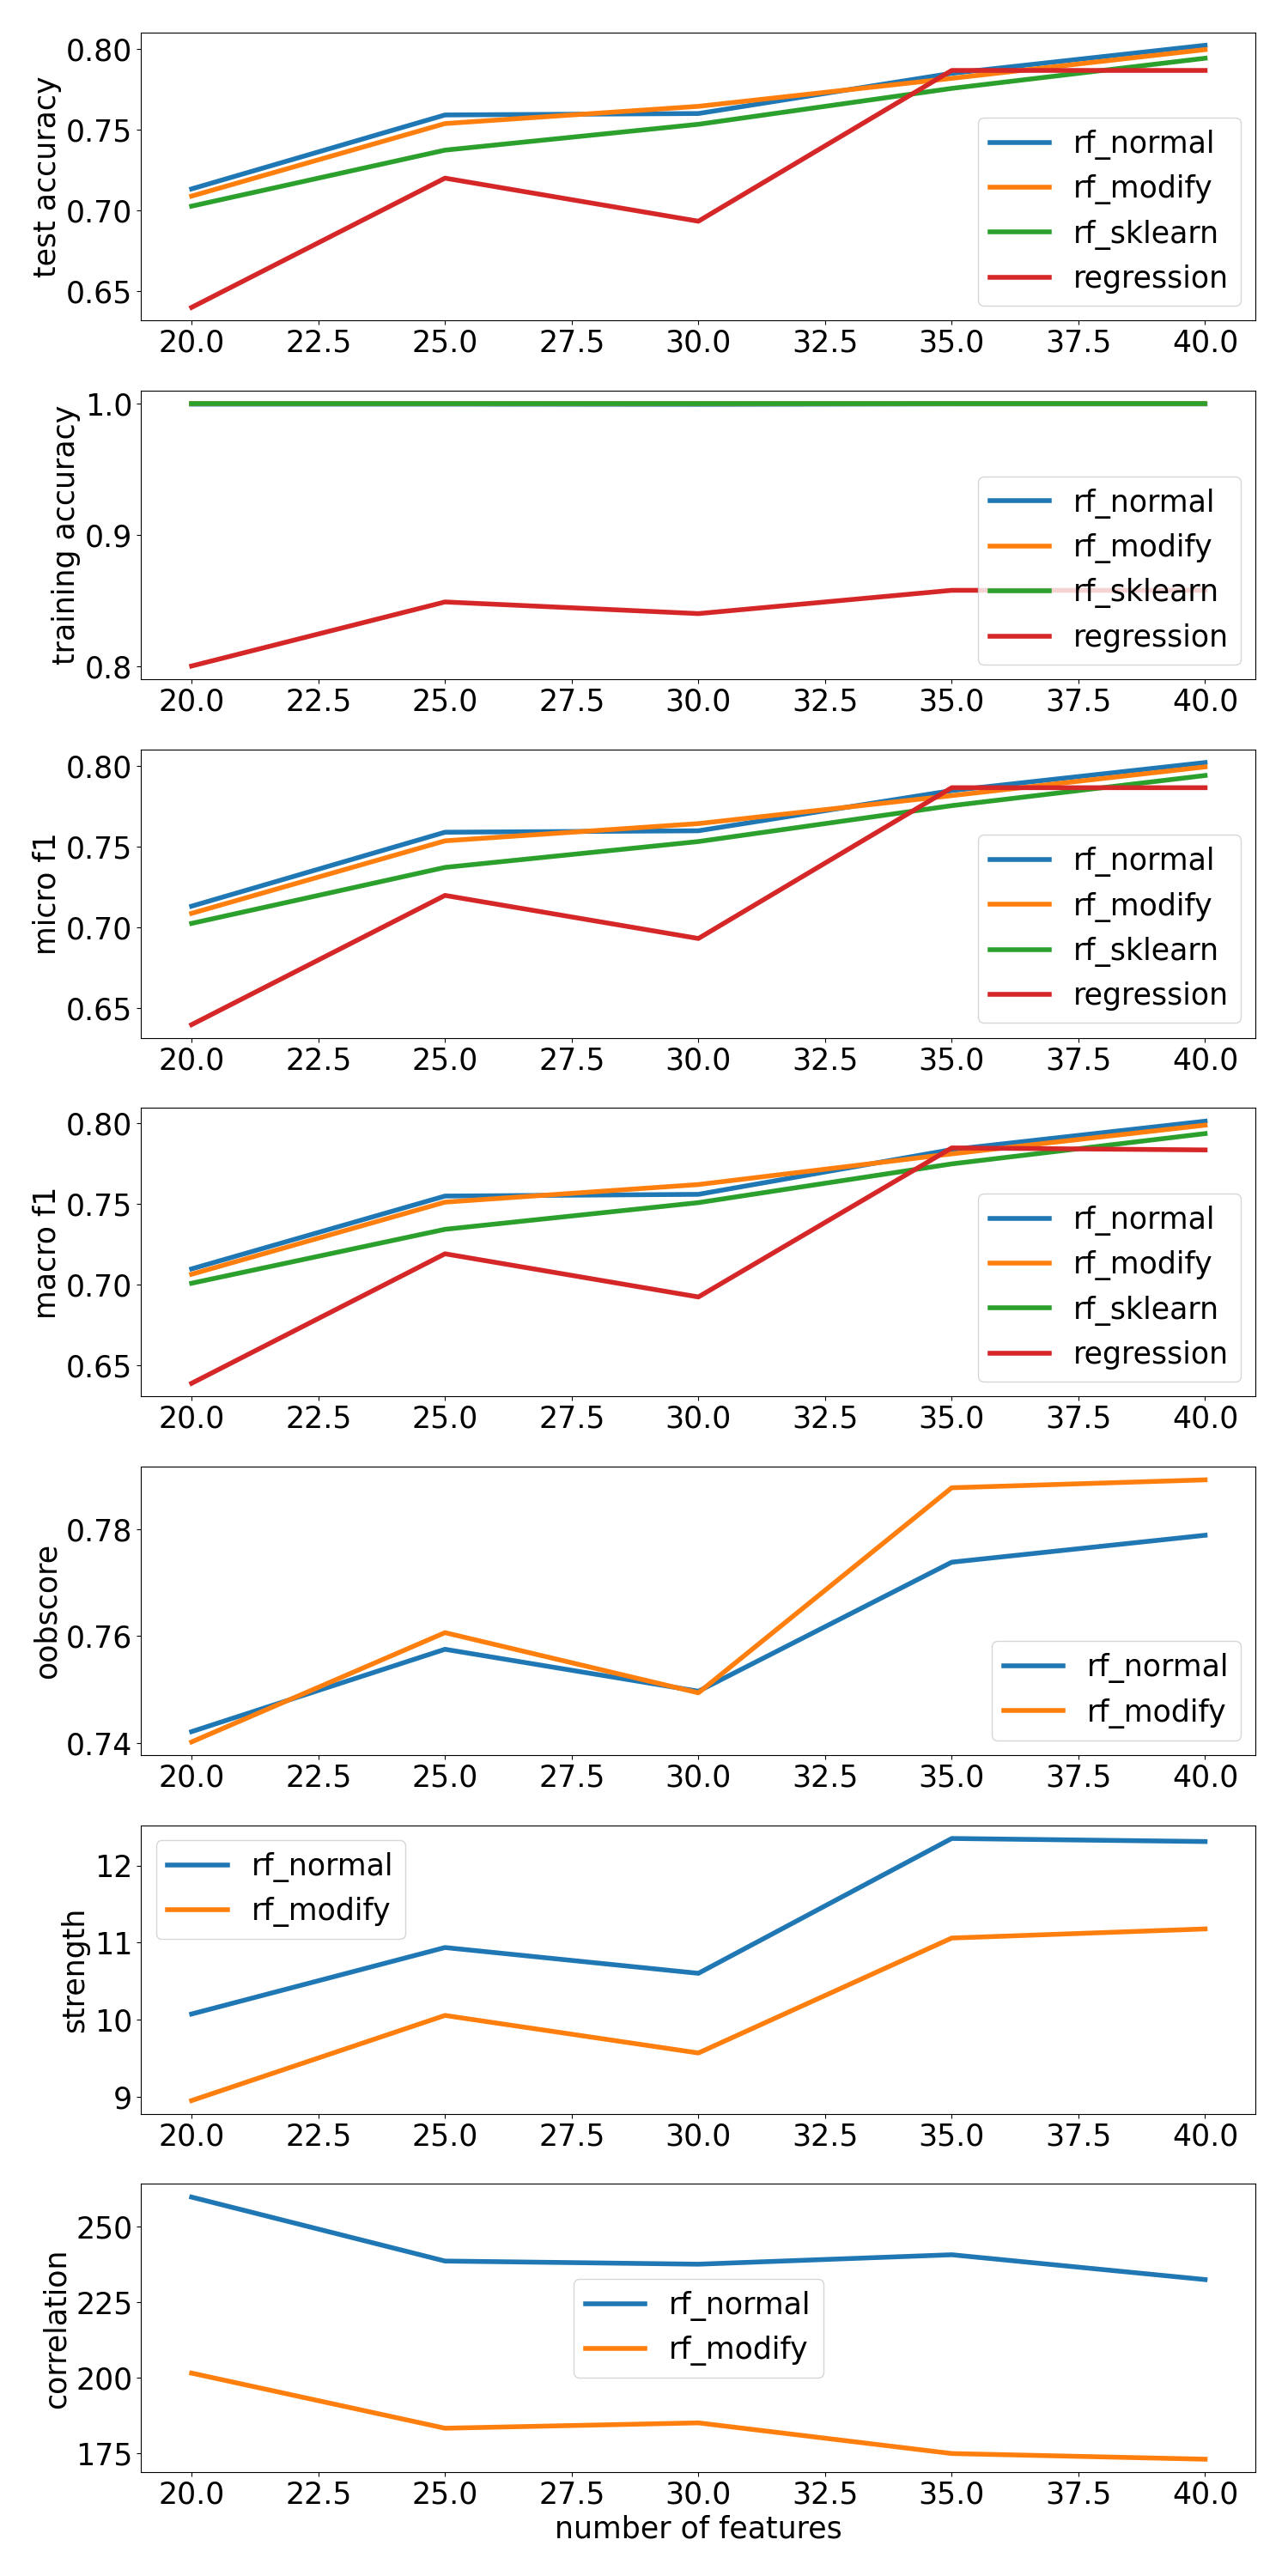 test accuracy
0.80
0.75
0.70
0.65
rf_normal
rf_modify
rf_sklearn
regression
20.0 22.5 25.0 27.5 30.0 32.5 35.0 37.5 40.0
training accuracy
1.0
0.9
0.8
rf_normal
rf_modify
rf_sklearn
regression
20.0 22.5 25.0 27.5 30.0 32.5 35.0 37.5 40.0
micro f1
0.80
0.75
0.70
0.65
rf_normal
rf_modify
rf_sklearn
regression
20.0 22.5 25.0 27.5 30.0 32.5 35.0 37.5 40.0
macro f1
0.80
0.75
0.70
0.65
rf_normal
rf_modify
rf_sklearn
regression
20.0 22.5 25.0 27.5 30.0 32.5 35.0 37.5 40.0
oobscore
0.78
0.76
0.74
rf_normal
rf_modify
20.0 22.5 25.0 27.5 30.0 32.5 35.0 37.5 40.0
strength
12
11
10
9
rf_normal
rf_modify
20.0 22.5 25.0 27.5 30.0 32.5 35.0 37.5 40.0
correlation
250
225
200
175
rf_normal
rf_modify
20.0 22.5 25.0 27.5 30.0 32.5 35.0 37.5 40.0
number of features